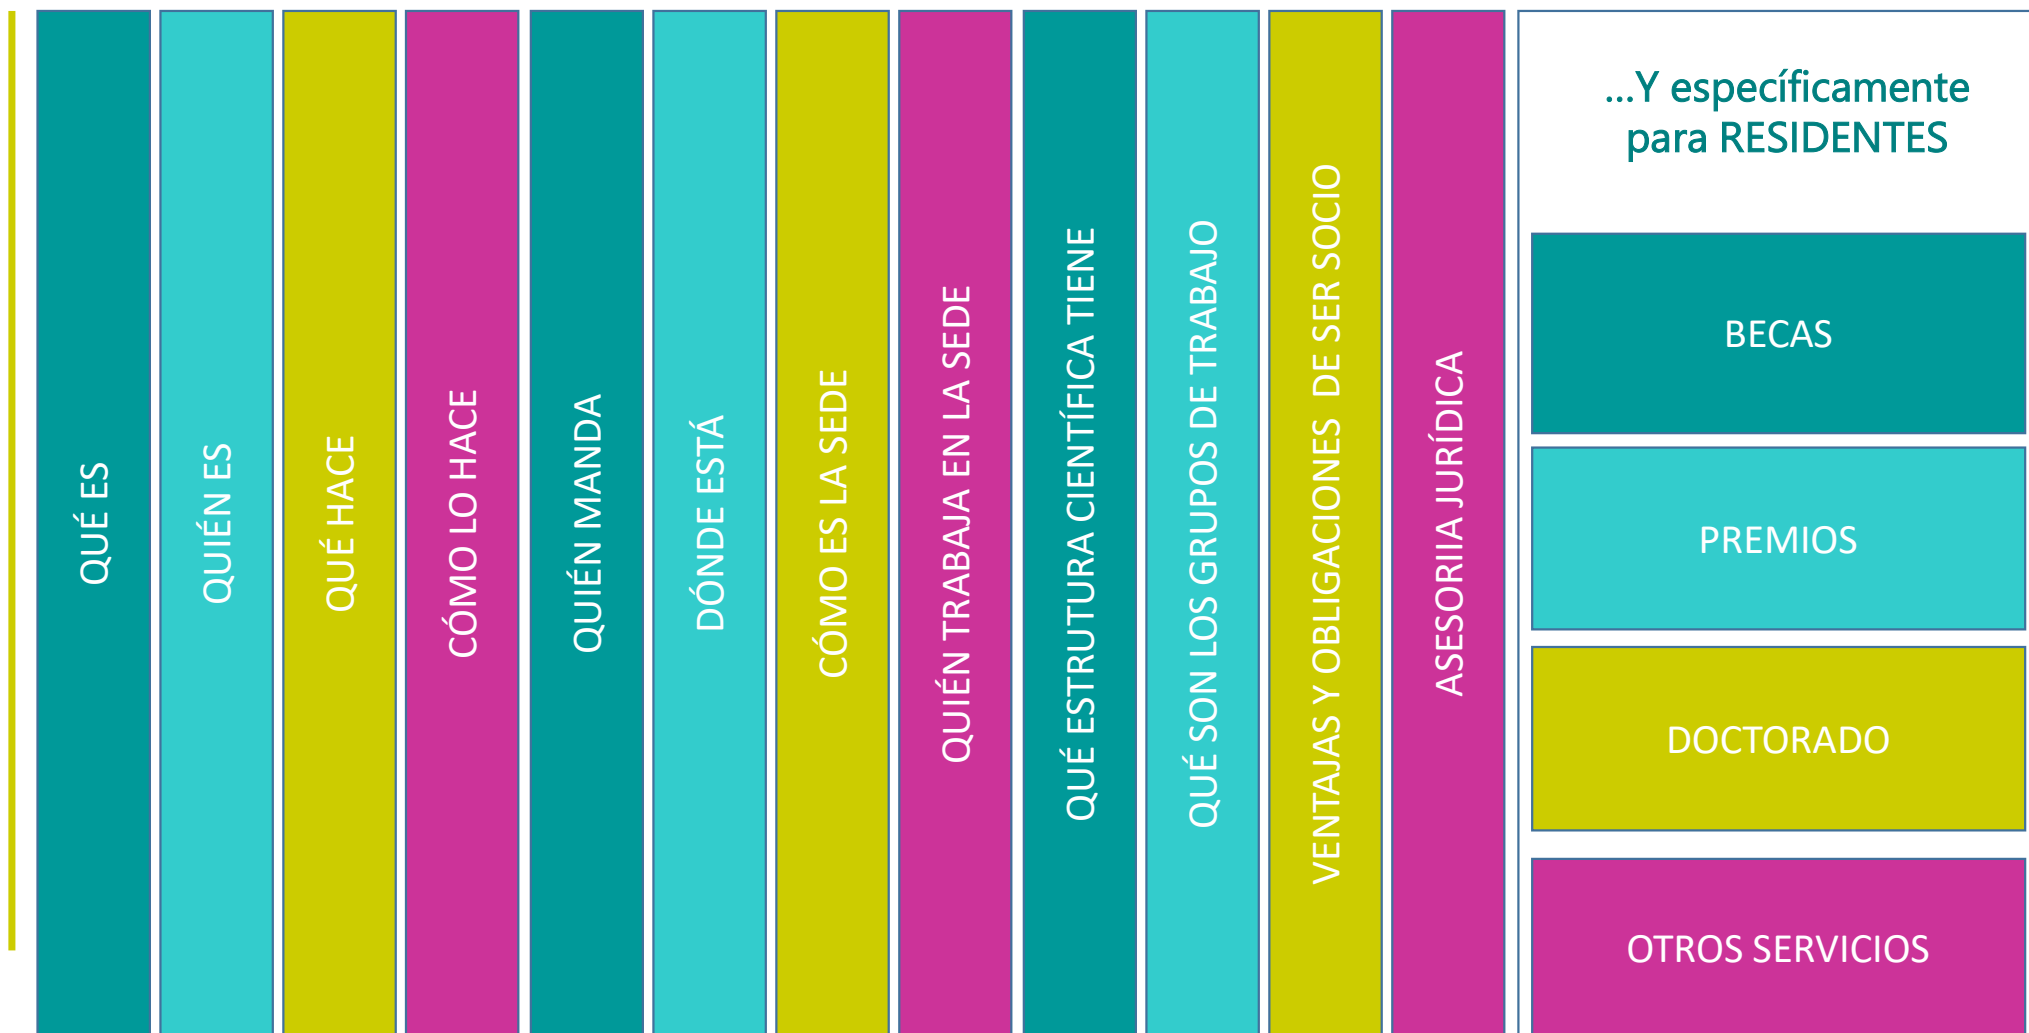 QUÉ ES
QUIÉN ES
QUÉ HACE
CÓMO LO HACE
QUIÉN MANDA
DÓNDE ESTÁ
CÓMO ES LA SEDE
QUIÉN TRABAJA EN LA SEDE
QUÉ ESTRUTURA CIENTÍFICA TIENE
QUÉ SON LOS GRUPOS DE TRABAJO
VENTAJAS Y OBLIGACIONES DE SER SOCIO
ASESORIIA JURÍDICA
...Y específicamente
para RESIDENTES
BECAS
PREMIOS
DOCTORADO
OTROS SERVICIOS